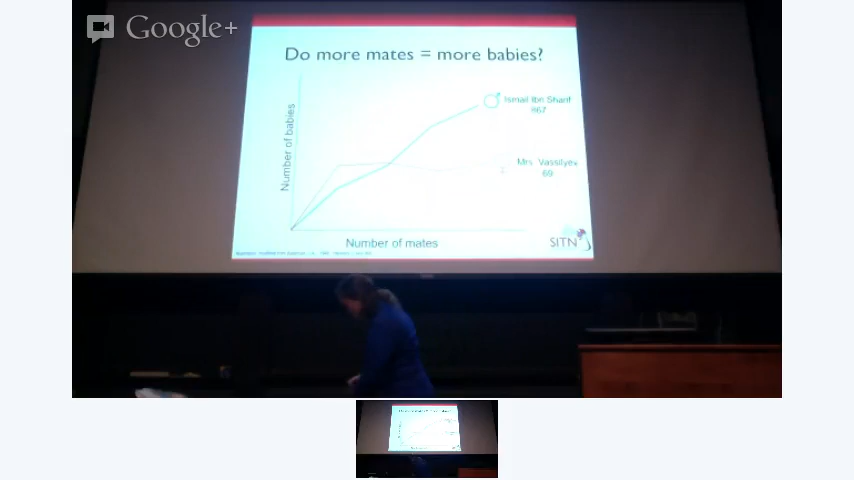 Google+
Do more mates = more babies?
Ismail Ibn Sharif
867
Number of babies
Mrs. Vassilyev
69
Number of mates
SITN